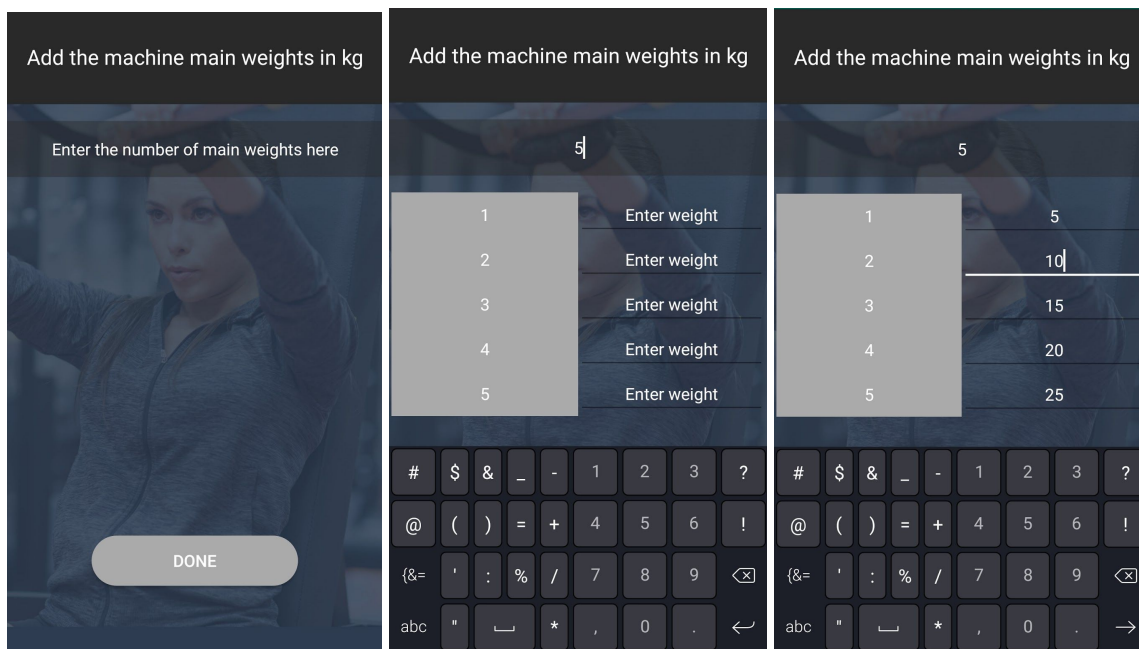 Add the machine main weights in kg
Enter the number of main weights here
DONE
Add the machine main weights in kg
5
1 Enter weight
2 Enter weight
3 Enter weight
4 Enter weight
5 Enter weight
# $ & _ - 1 2 3 ?
@ ( ) = + 4 5 6 !
{&= ' : % / 7 8 9
abc " * , 0 .
Add the machine main weights in kg
5
1 5
2 10
3 15
4 20
5 25
# $ & _ - 1 2 3 ?
@ ( ) = + 4 5 6 !
{&= ' : % / 7 8 9
abc " * , 0 .